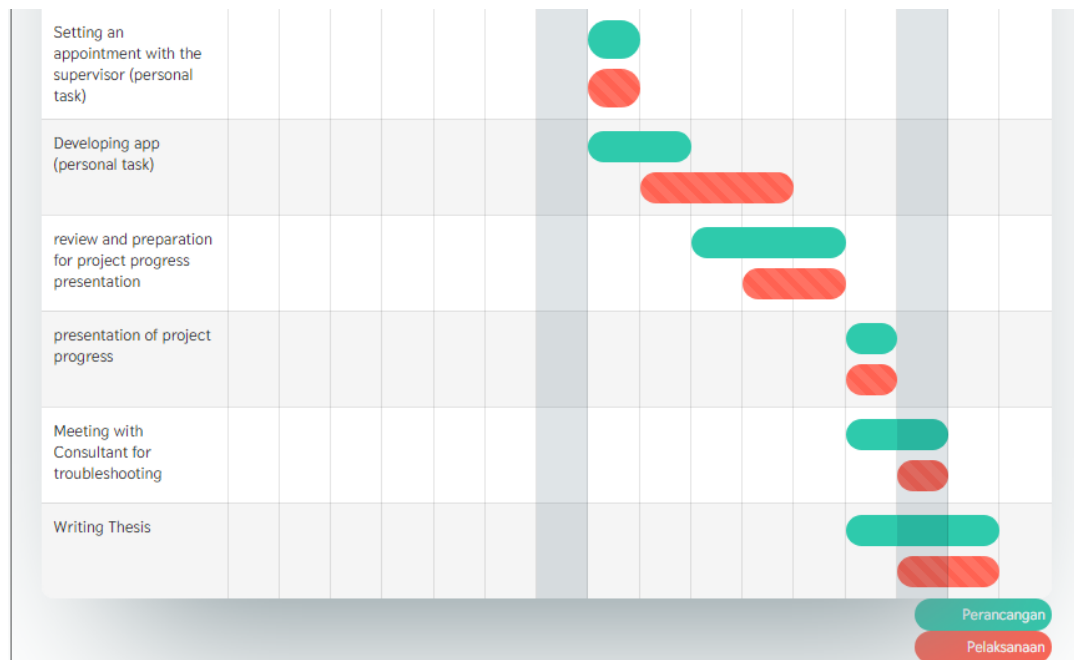 Setting an
appointment with the
supervisor (personal
task)
Developing app
(personal task)
review and preparation
for project progress
presentation
presentation of project
progress
Meeting with
Consultant for
troubleshooting
Writing Thesis
Perancangan
Pelaksanaan